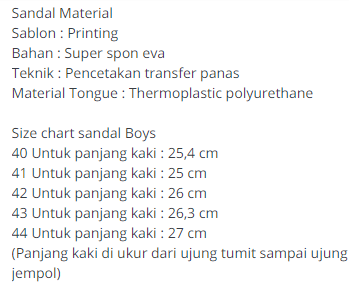 Sandal Material
Sablon : Printing
Bahan : Super spon eva
Teknik : Pencetakan transfer panas
Material Tongue : Thermoplastic polyurethane

Size chart sandal Boys
40 Untuk panjang kaki : 25,4 cm
41 Untuk panjang kaki : 25 cm
42 Untuk panjang kaki : 26 cm
43 Untuk panjang kaki : 26,3 cm
44 Untuk panjang kaki : 27 cm
(Panjang kaki di ukur dari ujung tumit sampai ujung
jempol)